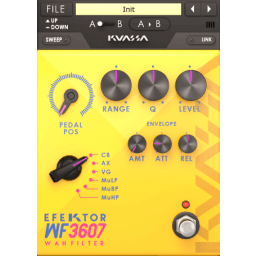 FILE
Init
▲ UP
▼ DOWN
A B
A ▸ B
SWEEP
KUASSA
LINK
PEDAL
POS
RANGE
Q
LEVEL
ENVELOPE
AMT
ATT
REL
CB
AX
VG
MuLP
MuBP
MuHP
EFEKTOR
WF3607
WAH FILTER